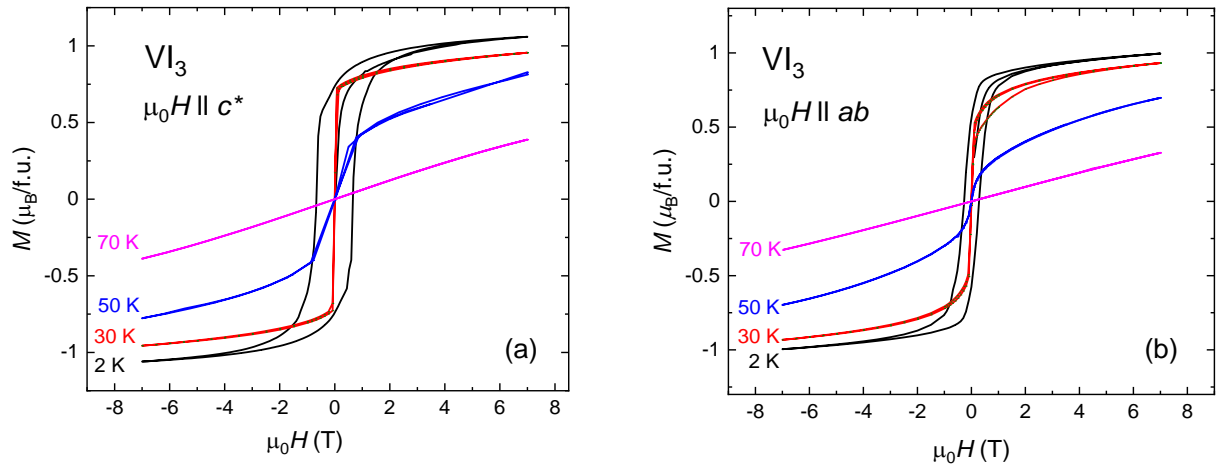 VI3
μ0H || c*
70 K
50 K
30 K
2 K
(a)
1
0.5
0
-0.5
-1
-8 -6 -4 -2 0 2 4 6 8
M (μB/f.u.)
μ0H (T)
VI3
μ0H || ab
70 K
50 K
30 K
2 K
(b)
1
0.5
0
-0.5
-1
-8 -6 -4 -2 0 2 4 6 8
M (μB/f.u.)
μ0H (T)